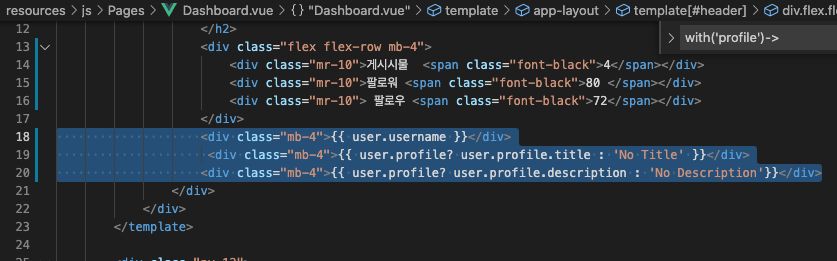 resources > js > Pages > Dashboard.vue > {} "Dashboard.vue" > template > app-layout > template[#header] > div.flex.fl
with('profile')->
12 </h2>
13 <div class="flex flex-row mb-4">
14 <div class="mr-10">게시시물 <span class="font-black">4</span></div>
15 <div class="mr-10">팔로워 <span class="font-black">80 </span></div>
16 <div class="mr-10"> 팔로우 <span class="font-black">72</span></div>
17 </div>
18 <div class="mb-4">{{ user.username }}</div>
19 <div class="mb-4">{{ user.profile? user.profile.title : 'No Title' }}</div>
20 <div class="mb-4">{{ user.profile? user.profile.description : 'No Description'}}</div>
21 </div>
22 </div>
23 </template>
24